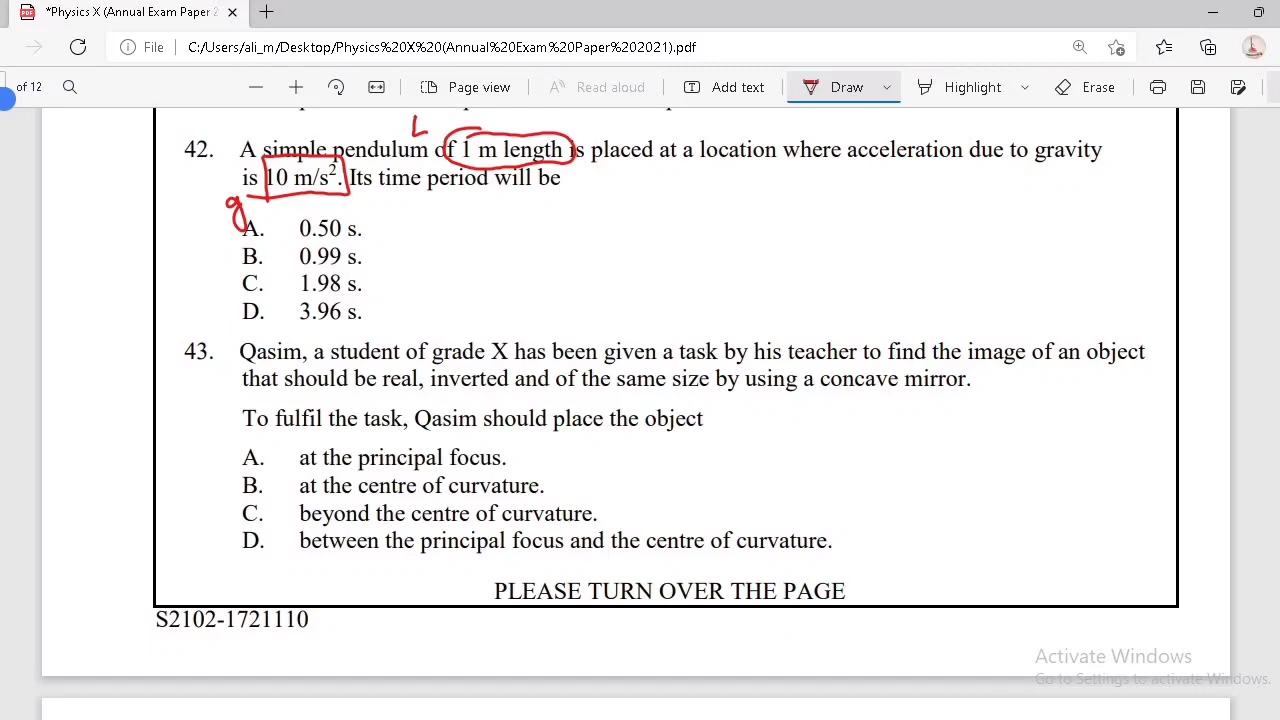 *Physics X (Annual Exam Paper 2
File C:/Users/ali_m/Desktop/Physics%20X%20(Annual%20Exam%20Paper%202021).pdf
of 12 Page view Read aloud Add text Draw Highlight Erase
L
42. A simple pendulum of 1 m length is placed at a location where acceleration due to gravity
is 10 m/s². Its time period will be
g
A. 0.50 s.
B. 0.99 s.
C. 1.98 s.
D. 3.96 s.
43. Qasim, a student of grade X has been given a task by his teacher to find the image of an object
that should be real, inverted and of the same size by using a concave mirror.
To fulfil the task, Qasim should place the object
A. at the principal focus.
B. at the centre of curvature.
C. beyond the centre of curvature.
D. between the principal focus and the centre of curvature.
PLEASE TURN OVER THE PAGE
S2102-1721110
Activate Windows
Go to Settings to activate Windows.